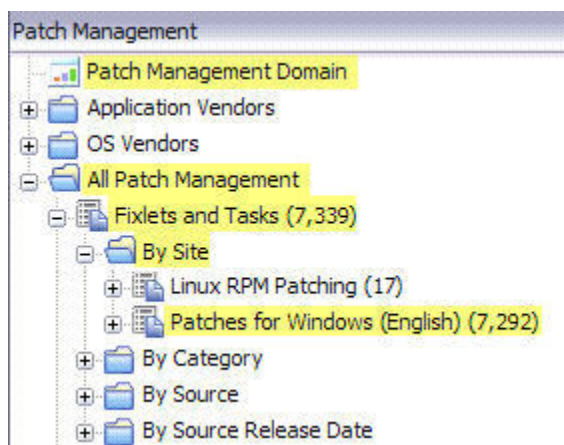 Patch Management
Patch Management Domain
Application Vendors
OS Vendors
All Patch Management
Fixlets and Tasks (7,339)
By Site
Linux RPM Patching (17)
Patches for Windows (English) (7,292)
By Category
By Source
By Source Release Date